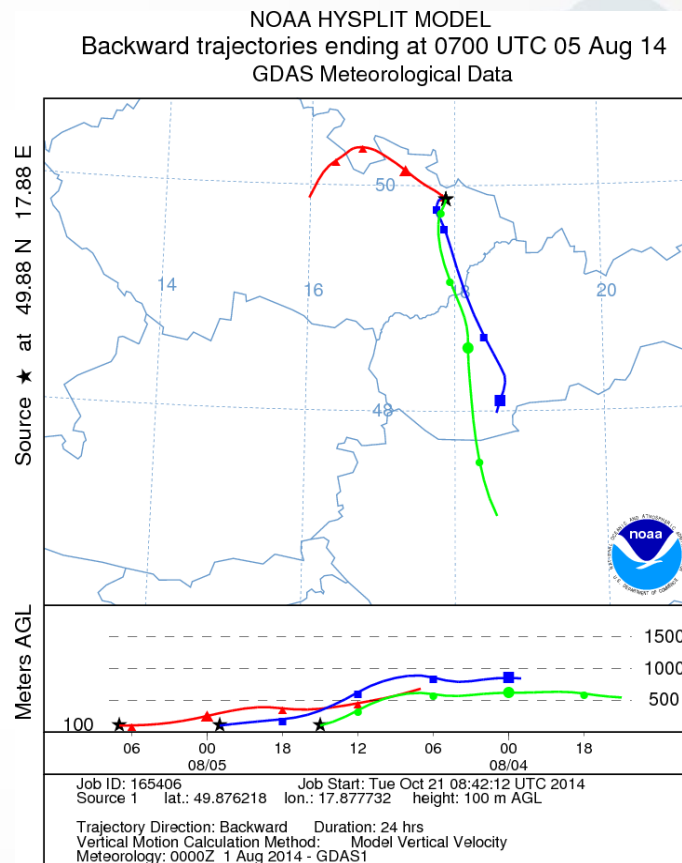 NOAA HYSPLIT MODEL
Backward trajectories ending at 0700 UTC 05 Aug 14
GDAS Meteorological Data
Source ★ at 49.88 N 17.88 E
50
14
16
18
20
48
noaa
Meters AGL
1500
1000
500
100
06 00 18 12 06 00 18
08/05 08/04
Job ID: 165406 Job Start: Tue Oct 21 08:42:12 UTC 2014
Source 1 lat.: 49.876218 lon.: 17.877732 height: 100 m AGL
Trajectory Direction: Backward Duration: 24 hrs
Vertical Motion Calculation Method: Model Vertical Velocity
Meteorology: 0000Z 1 Aug 2014 - GDAS1